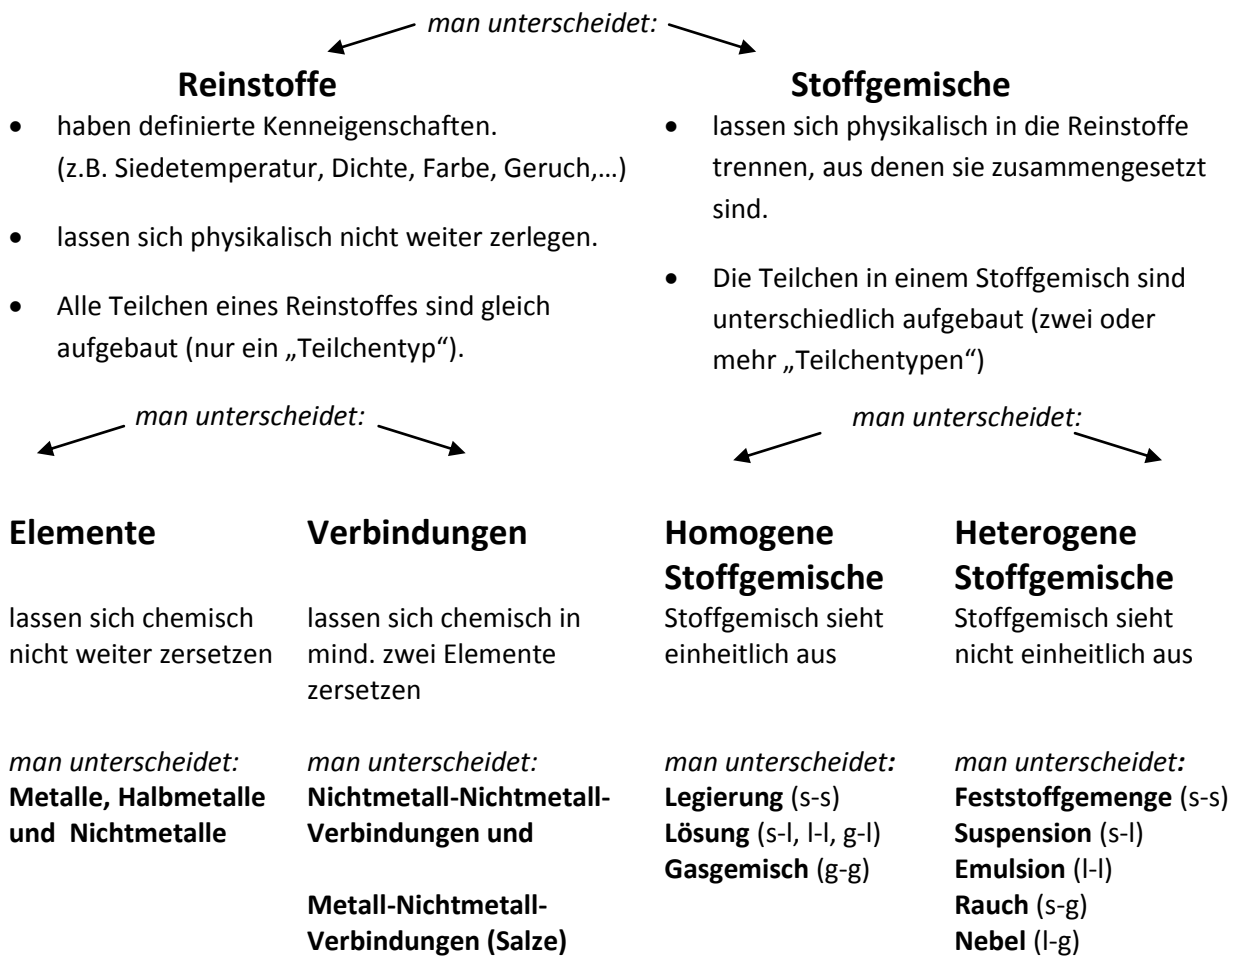 man unterscheidet:
Reinstoffe
• haben definierte Kenneigenschaften.
(z.B. Siedetemperatur, Dichte, Farbe, Geruch,...)
• lassen sich physikalisch nicht weiter zerlegen.
• Alle Teilchen eines Reinstoffes sind gleich
aufgebaut (nur ein „Teilchentyp“).
Stoffgemische
• lassen sich physikalisch in die Reinstoffe
trennen, aus denen sie zusammengesetzt
sind.
• Die Teilchen in einem Stoffgemisch sind
unterschiedlich aufgebaut (zwei oder
mehr „Teilchentypen“)
man unterscheidet:
man unterscheidet:
Elemente
lassen sich chemisch
nicht weiter zersetzen
man unterscheidet:
Metalle, Halbmetalle
und Nichtmetalle
Verbindungen
lassen sich chemisch in
mind. zwei Elemente
zersetzen
man unterscheidet:
Nichtmetall-Nichtmetall-
Verbindungen und
Metall-Nichtmetall-
Verbindungen (Salze)
Homogene
Stoffgemische
Stoffgemisch sieht
einheitlich aus
man unterscheidet:
Legierung (s-s)
Lösung (s-l, l-l, g-l)
Gasgemisch (g-g)
Heterogene
Stoffgemische
Stoffgemisch sieht
nicht einheitlich aus
man unterscheidet:
Feststoffgemenge (s-s)
Suspension (s-l)
Emulsion (l-l)
Rauch (s-g)
Nebel (l-g)